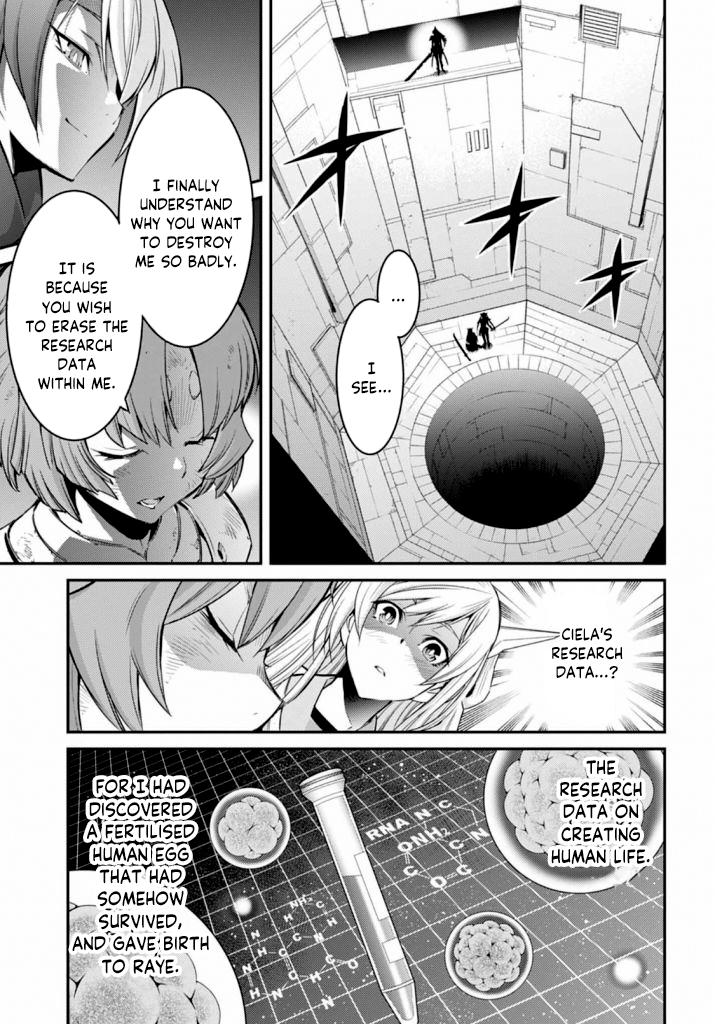 ...
I
SEE...
I FINALLY
UNDERSTAND
WHY YOU WANT
TO DESTROY
ME SO BADLY.
IT IS
BECAUSE
YOU WISH
TO ERASE THE
RESEARCH
DATA
WITHIN ME.
CIELA'S
RESEARCH
DATA...?
THE
RESEARCH
DATA ON
CREATING
HUMAN LIFE.
FOR I HAD
DISCOVERED
A FERTILISED
HUMAN EGG
THAT HAD
SOMEHOW
SURVIVED,
AND GAVE BIRTH
TO RAYE.
RNA